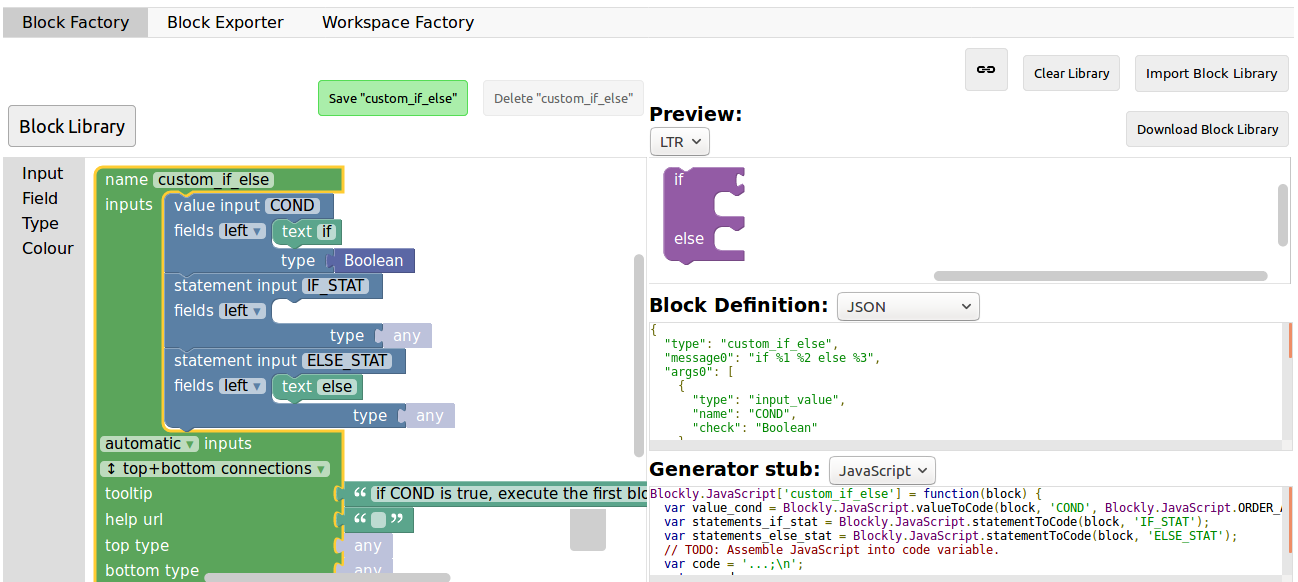 Block Factory Block Exporter Workspace Factory
Clear Library Import Block Library
Save "custom_if_else" Delete "custom_if_else"
Block Library
Download Block Library
Input
Field
Type
Colour
name custom_if_else
inputs value input COND
fields left ▾ text if
type Boolean
statement input IF_STAT
fields left ▾
type any
statement input ELSE_STAT
fields left ▾ text else
type any
automatic ▾ inputs
↕ top+bottom connections ▾
tooltip “ if COND is true, execute the first blo
help url “ ”
top type any
bottom type any
Preview:
LTR
if
else
Block Definition: JSON
{
"type": "custom_if_else",
"message0": "if %1 %2 else %3",
"args0": [
{
"type": "input_value",
"name": "COND",
"check": "Boolean"
Generator stub: JavaScript
Blockly.JavaScript['custom_if_else'] = function(block) {
var value_cond = Blockly.JavaScript.valueToCode(block, 'COND', Blockly.JavaScript.ORDER_A
var statements_if_stat = Blockly.JavaScript.statementToCode(block, 'IF_STAT');
var statements_else_stat = Blockly.JavaScript.statementToCode(block, 'ELSE_STAT');
// TODO: Assemble JavaScript into code variable.
var code = '...;\n';